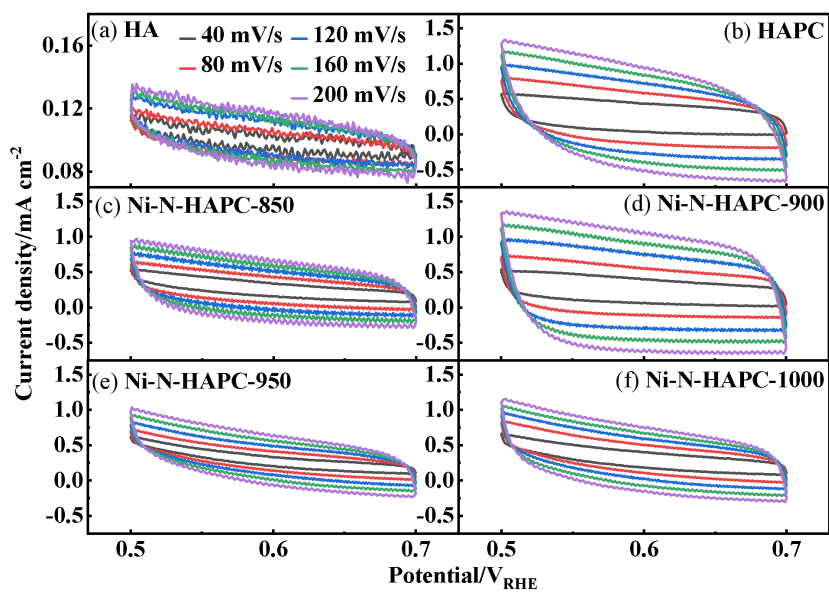 (a) HA
40 mV/s
120 mV/s
80 mV/s
160 mV/s
200 mV/s
0.16
0.12
0.08
(b) HAPC
1.5
1.0
0.5
0.0
-0.5
(c) Ni-N-HAPC-850
1.5
1.0
0.5
0.0
-0.5
(d) Ni-N-HAPC-900
1.5
1.0
0.5
0.0
-0.5
(e) Ni-N-HAPC-950
1.5
1.0
0.5
0.0
-0.5
(f) Ni-N-HAPC-1000
1.5
1.0
0.5
0.0
-0.5
0.5 0.6 0.7
0.5 0.6 0.7
Current density/mA cm⁻²
Potential/V_RHE